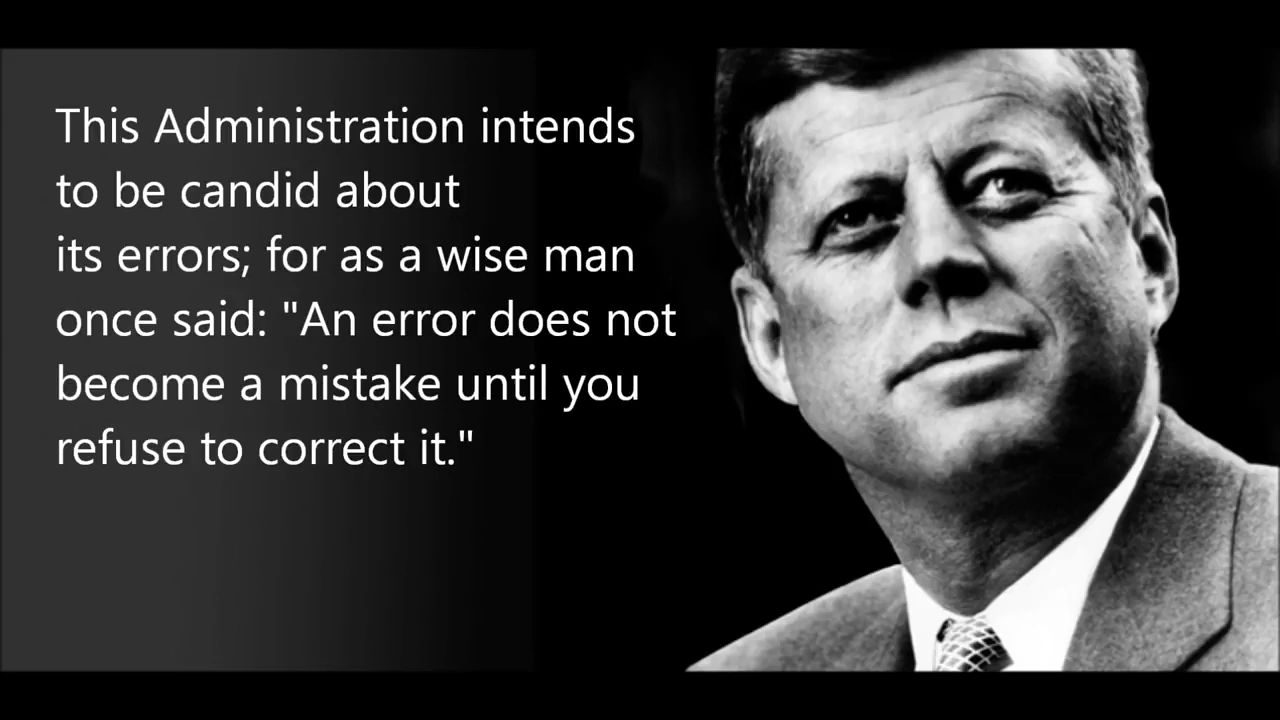 This Administration intends
to be candid about
its errors; for as a wise man
once said: "An error does not
become a mistake until you
refuse to correct it."